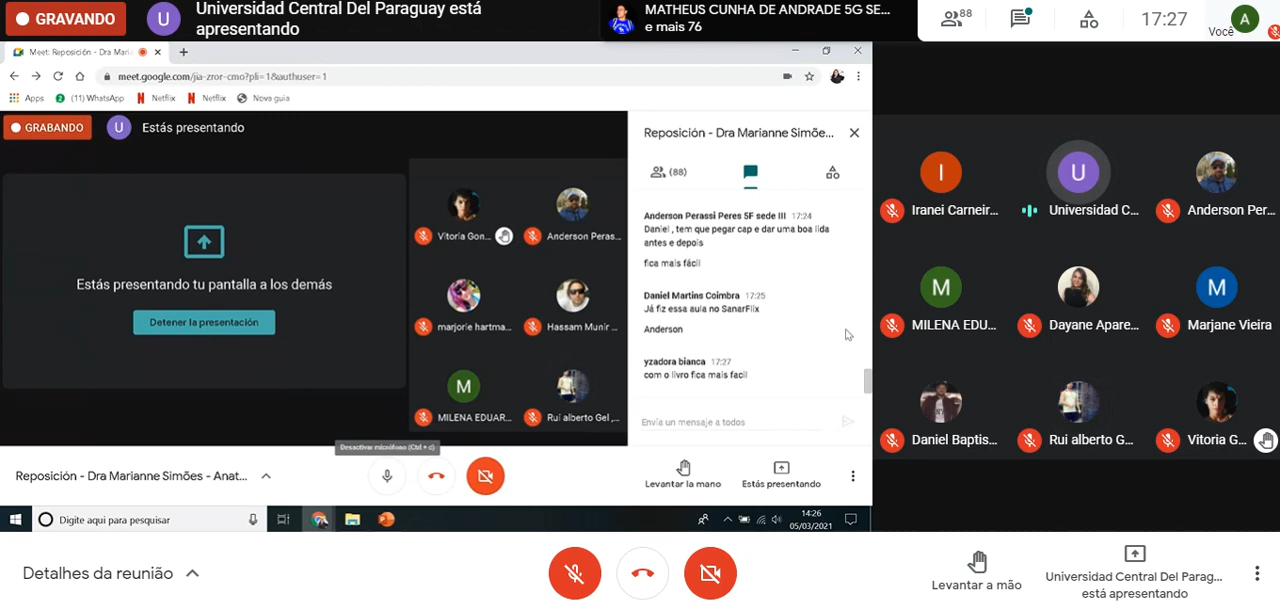 GRAVANDO
U
Universidad Central Del Paraguay está
apresentando
MATHEUS CUNHA DE ANDRADE 5G SE...
e mais 76
88
17:27
Você
A
Meet: Reposición - Dra Mari
meet.google.com/jia-zror-cmo?pli=1&authuser=1
Apps
(11) WhatsApp
Netflix
Netflix
Nova guia
GRABANDO
U
Estás presentando
Estás presentando tu pantalla a los demás
Detener la presentación
Vitoria Gon...
Anderson Peras...
marjorie hartma...
Hassam Munir ...
M
MILENA EDUAR...
Rui alberto Gel ,...
Reposición - Dra Marianne Simõe...
(88)
Anderson Perassi Peres 5F sede III 17:24
Daniel , tem que pegar cap e dar uma boa lida
antes e depois
fica mais fácil
Daniel Martins Coimbra 17:25
Já fiz essa aula no SanarFlix
Anderson
yzadora bianca 17:27
com o livro fica mais facil
Envía un mensaje a todos
Desactivar micrófono (Ctrl + d)
Reposición - Dra Marianne Simões - Anat...
Levantar la mano
Estás presentando
Digite aqui para pesquisar
14:26
05/03/2021
I
Iranei Carneir...
U
Universidad C...
Anderson Per...
M
MILENA EDU...
Dayane Apare...
M
Marjane Vieira
Daniel Baptis...
Rui alberto G...
Vitoria G...
Detalhes da reunião
Levantar a mão
Universidad Central Del Parag...
está apresentando